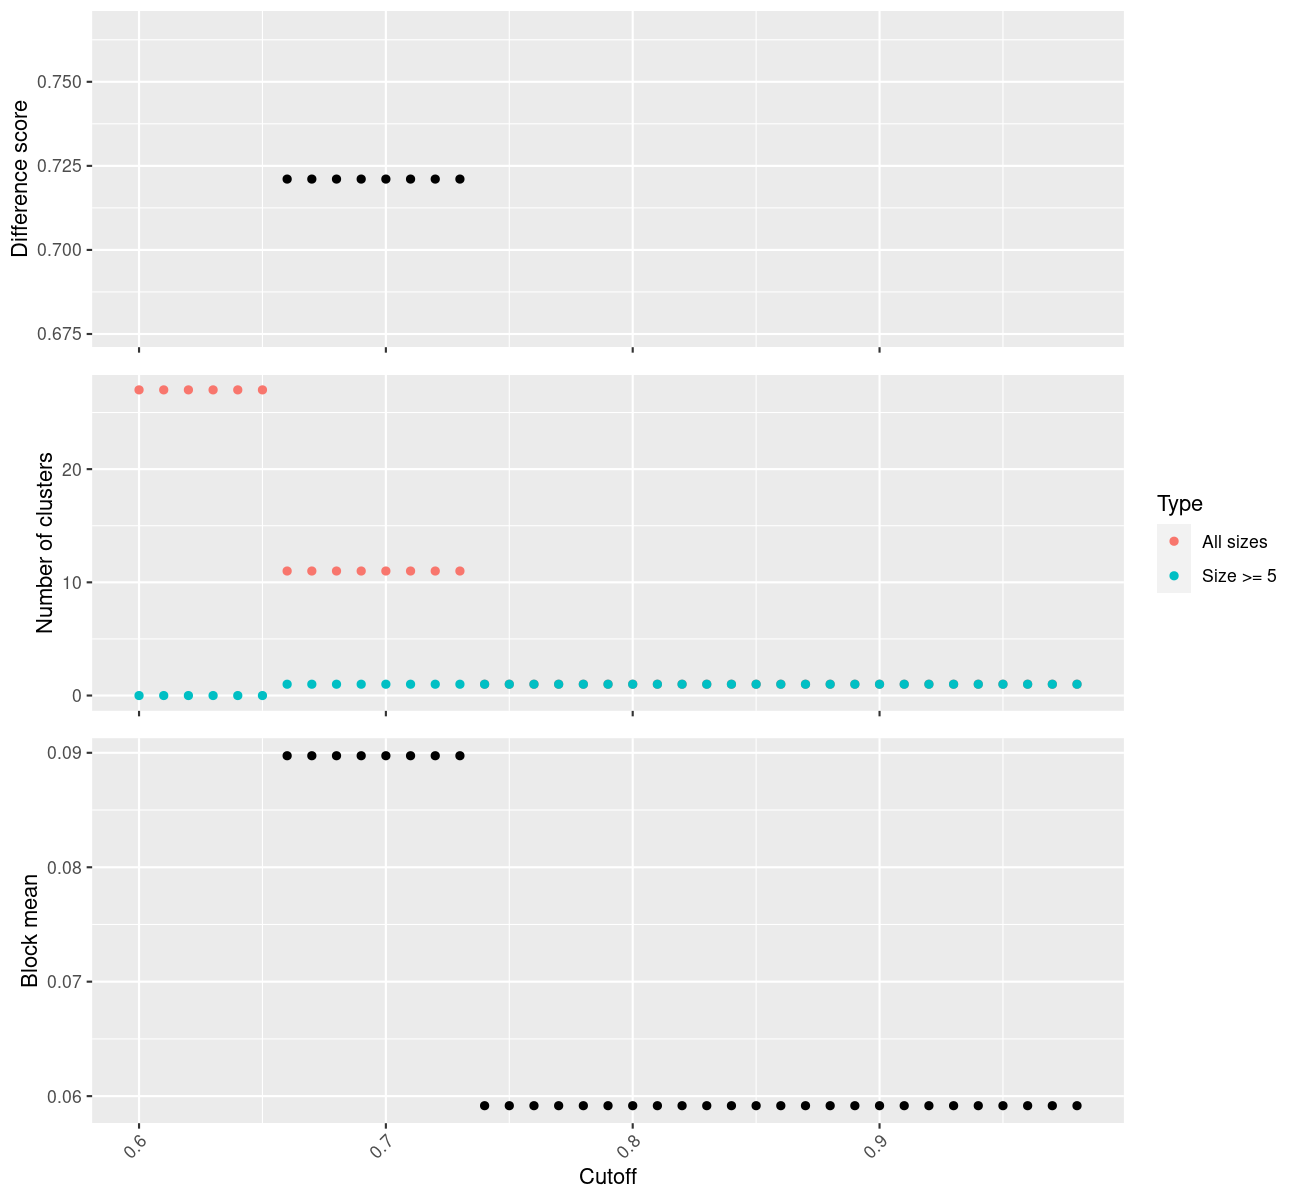 Difference score
0.750
0.725
0.700
0.675
Number of clusters
20
10
0
Type
All sizes
Size >= 5
Block mean
0.09
0.08
0.07
0.06
0.6
0.7
0.8
0.9
Cutoff